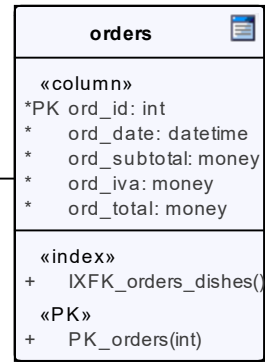 orders
«column»
*PK ord_id: int
* ord_date: datetime
* ord_subtotal: money
* ord_iva: money
* ord_total: money
«index»
+ IXFK_orders_dishes()
«PK»
+ PK_orders(int)